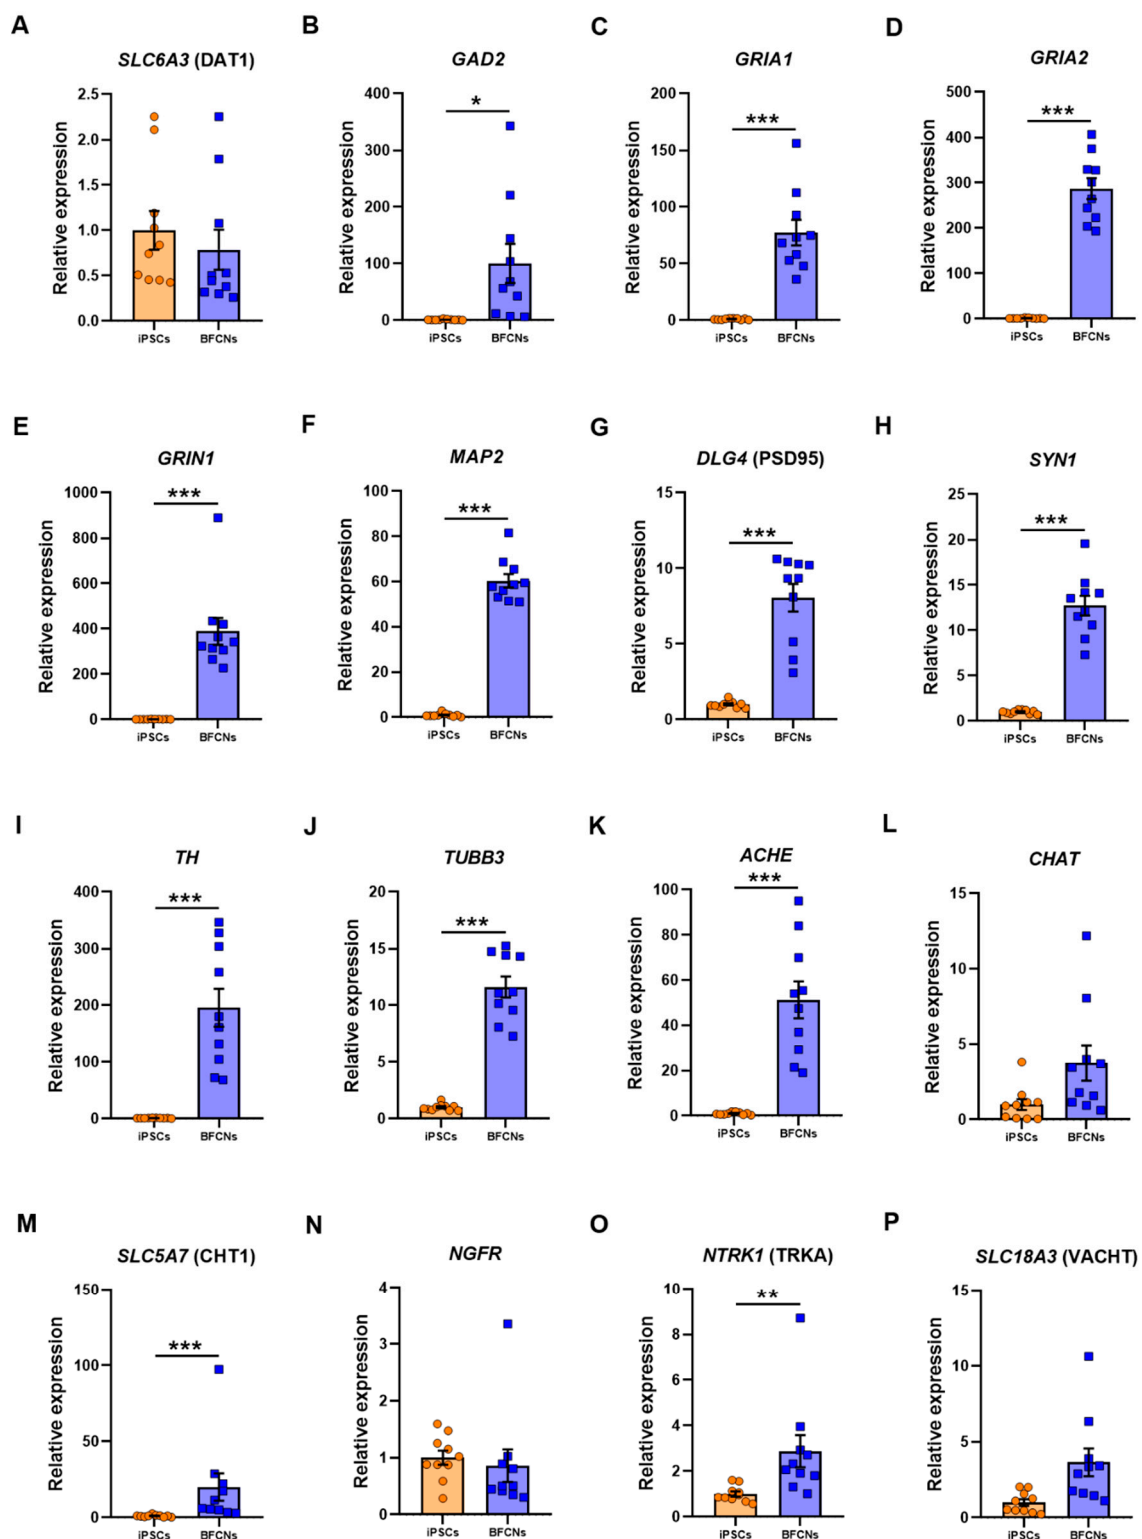 A
SLC6A3 (DAT1)
Relative expression
2.5
2.0
1.5
1.0
0.5
0.0
iPSCs
BFCNs
B
GAD2
*
Relative expression
400
300
200
100
0
iPSCs
BFCNs
C
GRIA1
***
Relative expression
200
150
100
50
0
iPSCs
BFCNs
D
GRIA2
***
Relative expression
500
400
300
200
100
0
iPSCs
BFCNs
E
GRIN1
***
Relative expression
1000
800
600
400
200
0
iPSCs
BFCNs
F
MAP2
***
Relative expression
100
80
60
40
20
0
iPSCs
BFCNs
G
DLG4 (PSD95)
***
Relative expression
15
10
5
0
iPSCs
BFCNs
H
SYN1
***
Relative expression
25
20
15
10
5
0
iPSCs
BFCNs
I
TH
***
Relative expression
400
300
200
100
0
iPSCs
BFCNs
J
TUBB3
***
Relative expression
20
15
10
5
0
iPSCs
BFCNs
K
ACHE
***
Relative expression
100
80
60
40
20
0
iPSCs
BFCNs
L
CHAT
Relative expression
15
10
5
0
iPSCs
BFCNs
M
SLC5A7 (CHT1)
***
Relative expression
150
100
50
0
iPSCs
BFCNs
N
NGFR
Relative expression
4
3
2
1
0
iPSCs
BFCNs
O
NTRK1 (TRKA)
**
Relative expression
10
8
6
4
2
0
iPSCs
BFCNs
P
SLC18A3 (VACHT)
Relative expression
15
10
5
0
iPSCs
BFCNs